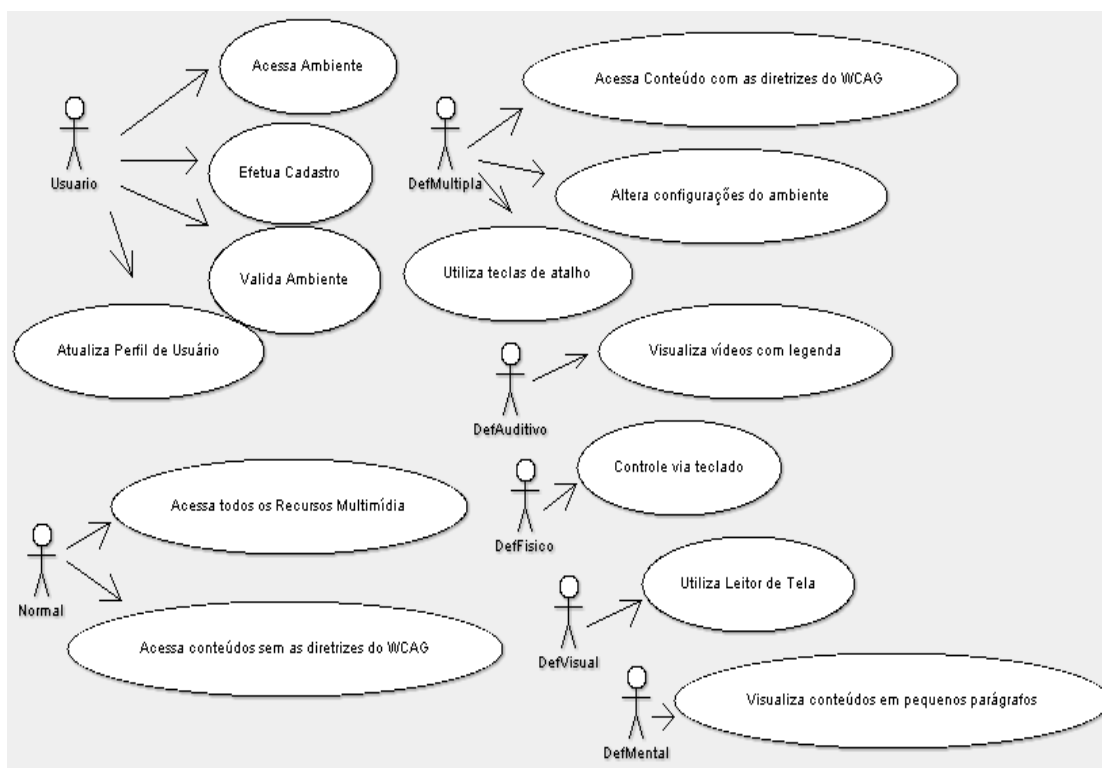 Acessa Ambiente
Usuario
Efetua Cadastro
Valida Ambiente
Atualiza Perfil de Usuário
Acessa Conteúdo com as diretrizes do WCAG
DefMultipla
Altera configurações do ambiente
Utiliza teclas de atalho
Visualiza vídeos com legenda
DefAuditivo
Controle via teclado
DefFisico
Acessa todos os Recursos Multimídia
Normal
Acessa conteúdos sem as diretrizes do WCAG
Utiliza Leitor de Tela
DefVisual
Visualiza conteúdos em pequenos parágrafos
DefMental